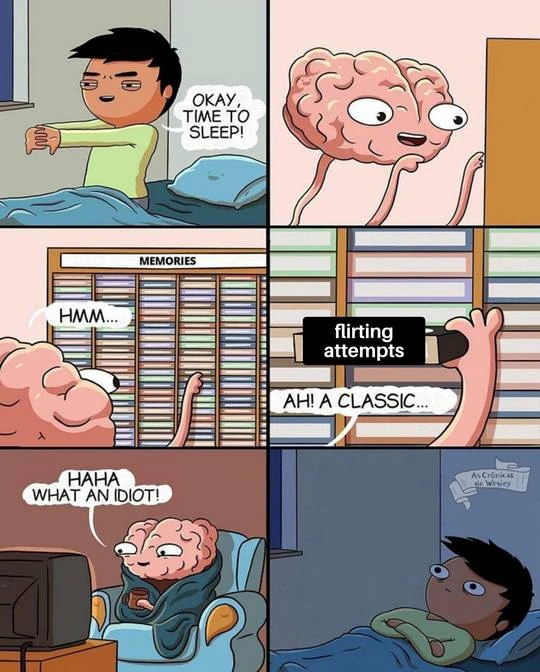 OKAY,
TIME TO
SLEEP!
MEMORIES
HMM...
flirting
attempts
AH! A CLASSIC...
HAHA
WHAT AN IDIOT!
As Crônicas
de Wesley